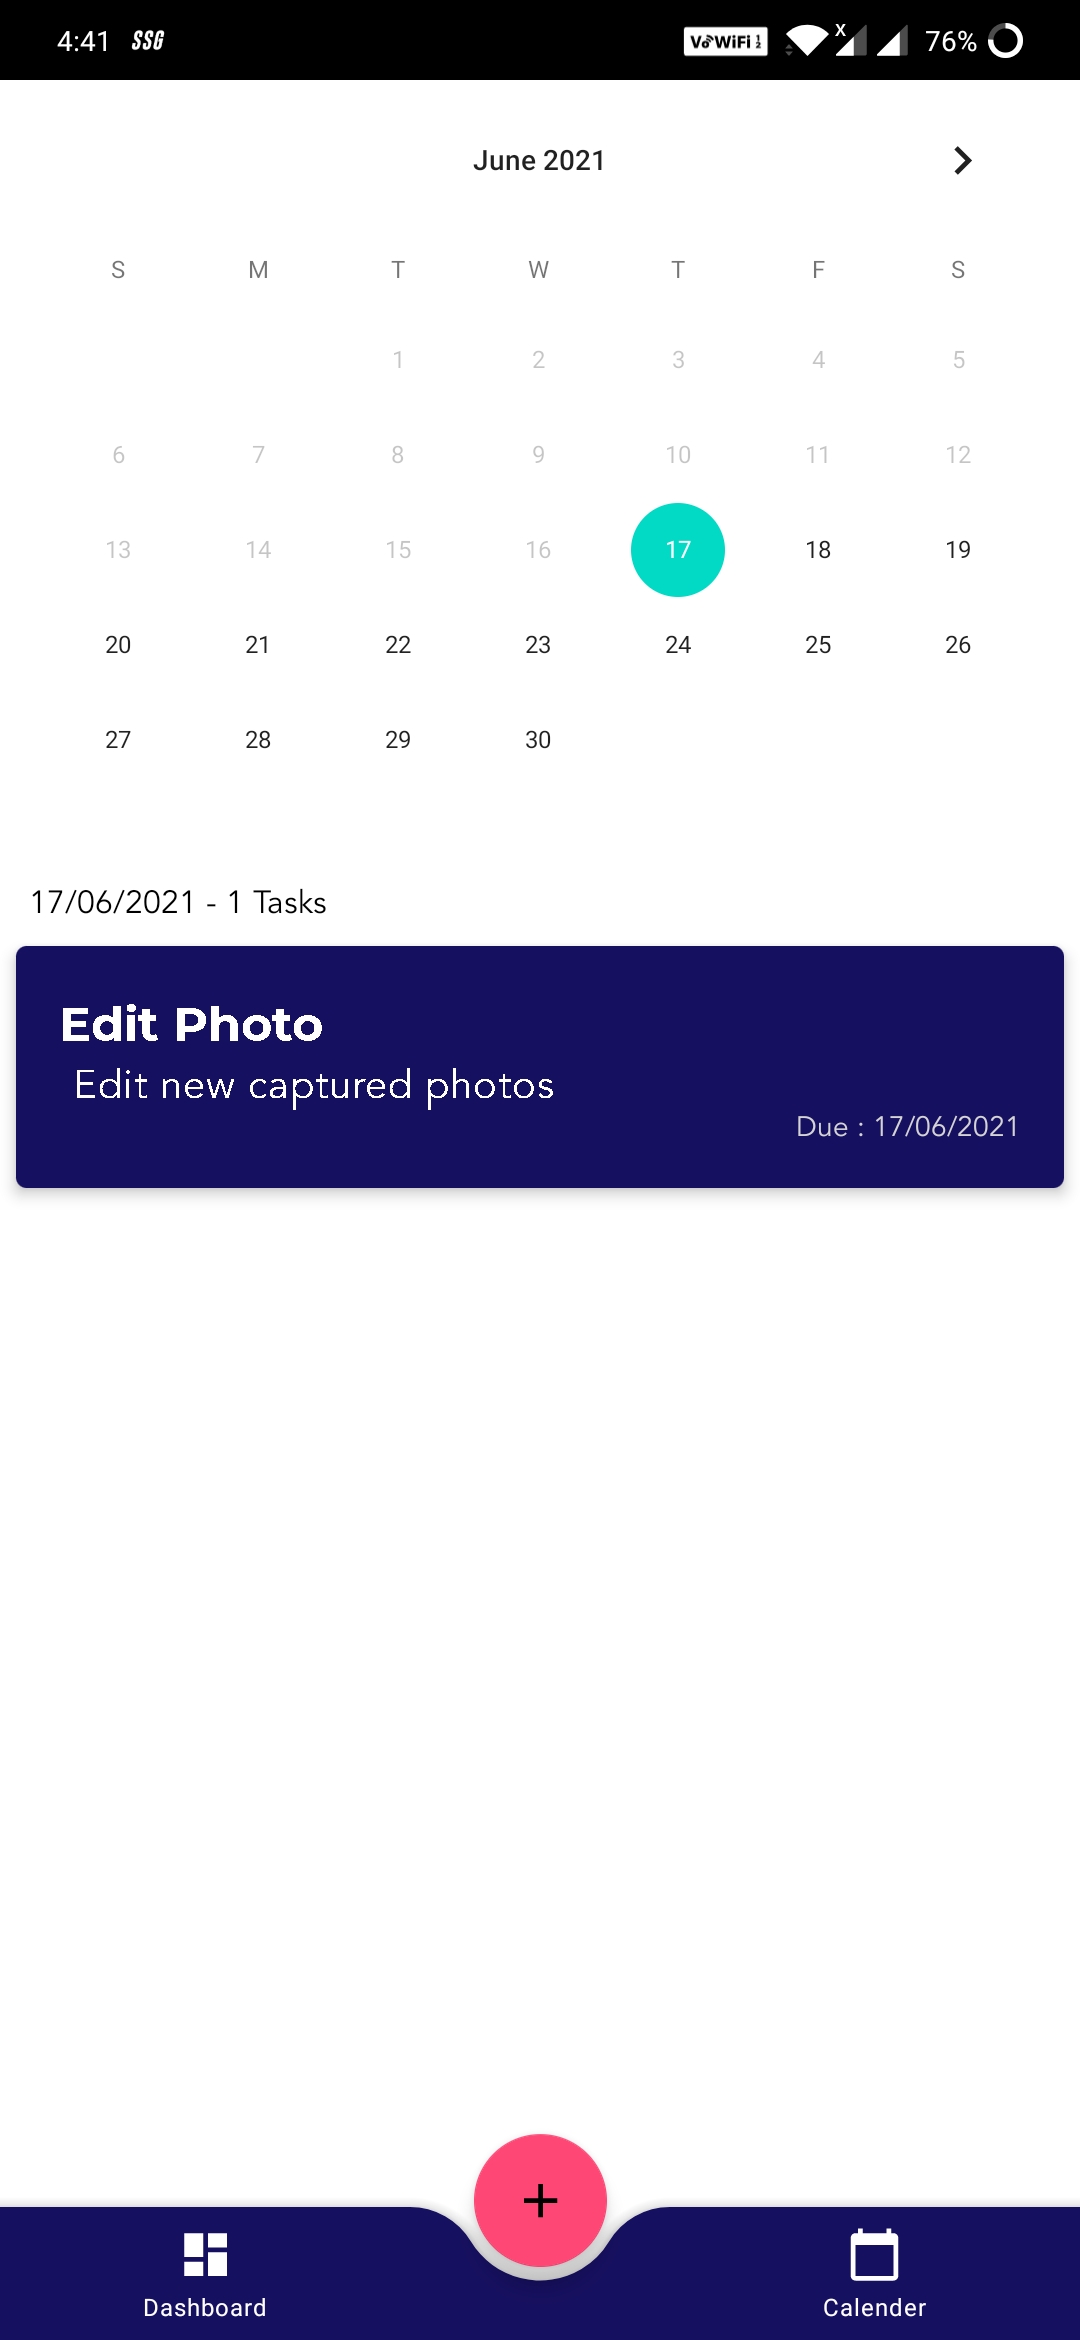 4:41 SSG VoWiFi 1 2 X 76%
June 2021
S M T W T F S
1 2 3 4 5
6 7 8 9 10 11 12
13 14 15 16 17 18 19
20 21 22 23 24 25 26
27 28 29 30
17/06/2021 - 1 Tasks
Edit Photo
Edit new captured photos
Due : 17/06/2021
Dashboard Calender